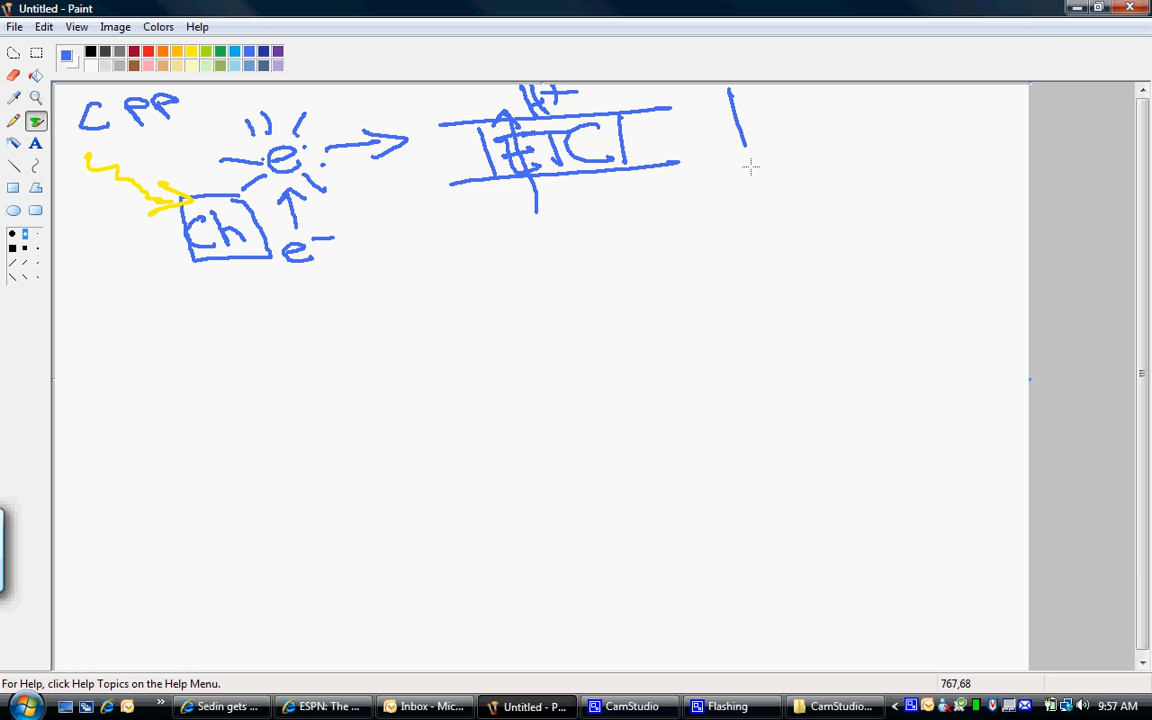 Untitled - Paint
File Edit View Image Colors Help
C PP
H+
e
ETC
Ch
e-
For Help, click Help Topics on the Help Menu.
767,68
Sedin gets ...
ESPN: The ...
Inbox - Mic...
Untitled - P...
CamStudio
Flashing
CamStudio...
9:57 AM